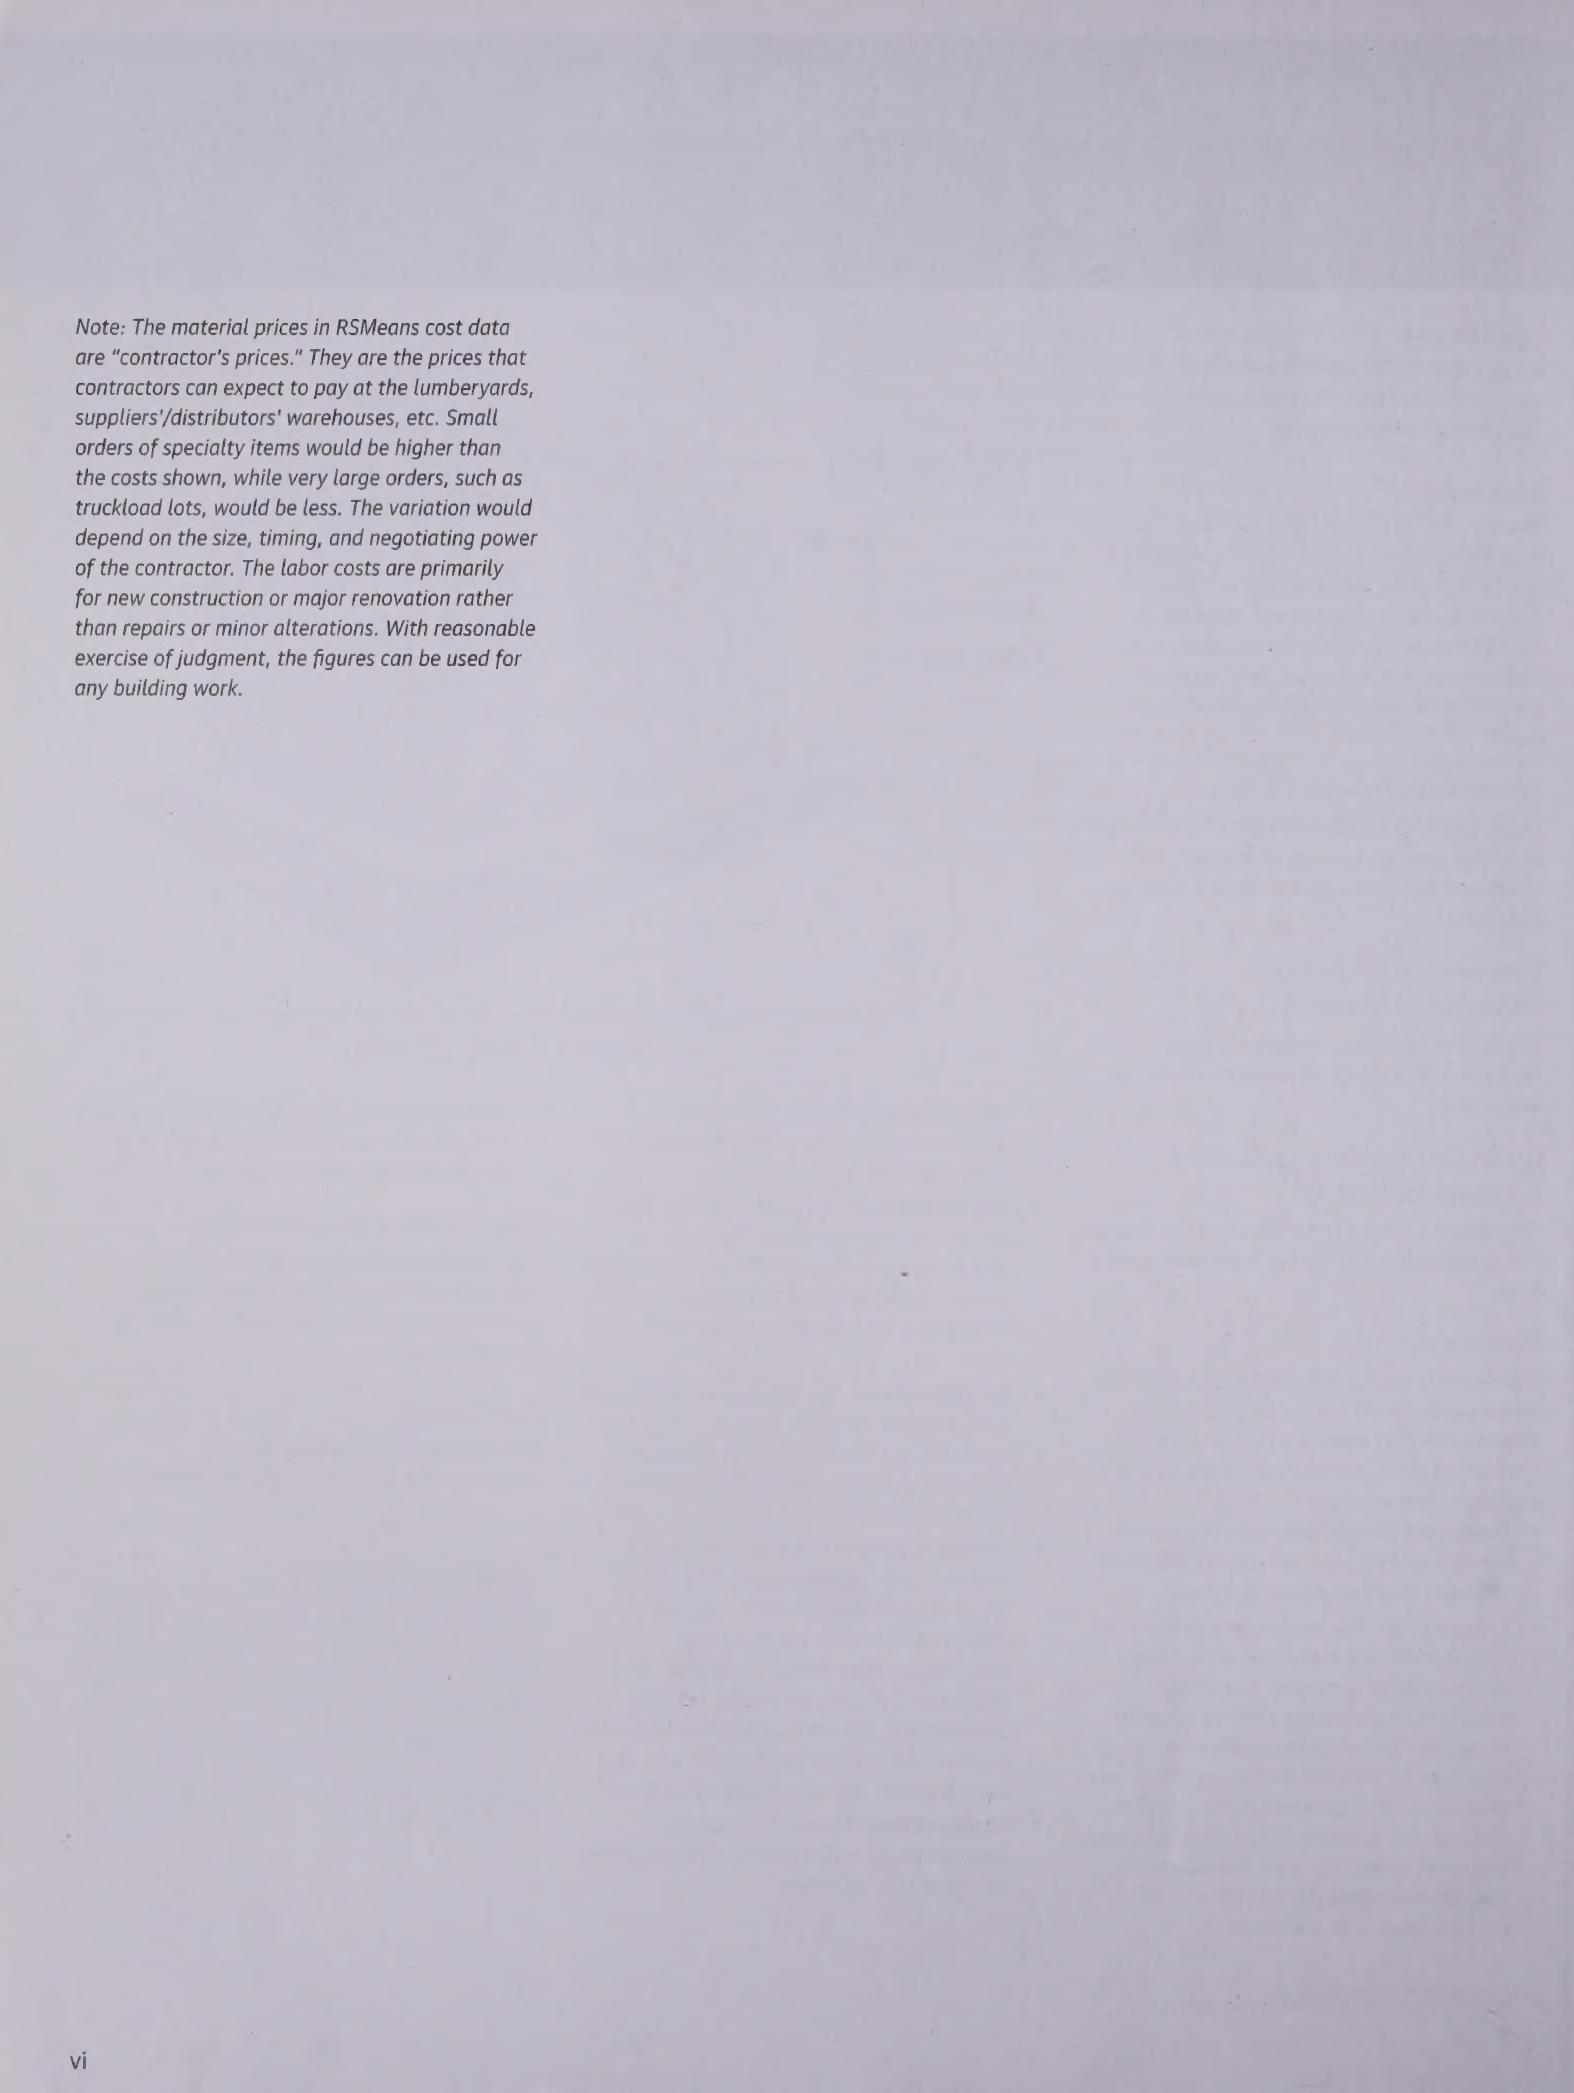 Note: The material prices in RSMeans cost data
are "contractor's prices." They are the prices that
contractors can expect to pay at the lumberyards,
suppliers'/distributors' warehouses, etc. Small
orders of specialty items would be higher than
the costs shown, while very large orders, such as
truckload lots, would be less. The variation would
depend on the size, timing, and negotiating power
of the contractor. The labor costs are primarily
for new construction or major renovation rather
than repairs or minor alterations. With reasonable
exercise of judgment, the figures can be used for
any building work.
vi